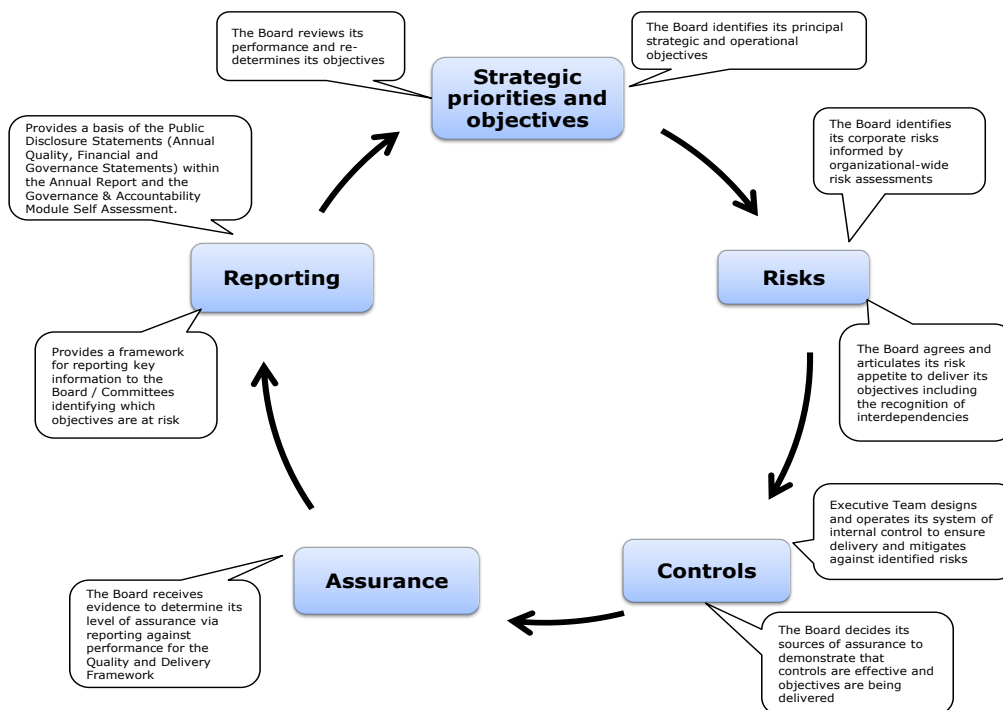 The Board reviews its
performance and re-
determines its objectives
The Board identifies its principal
strategic and operational
objectives
Strategic
priorities and
objectives
Provides a basis of the Public
Disclosure Statements (Annual
Quality, Financial and
Governance Statements) within
the Annual Report and the
Governance & Accountability
Module Self Assessment.
The Board identifies
its corporate risks
informed by
organizational-wide
risk assessments
Reporting
Risks
Provides a framework
for reporting key
information to the
Board / Committees
identifying which
objectives are at risk
The Board agrees and
articulates its risk
appetite to deliver its
objectives including
the recognition of
interdependencies
Executive Team designs
and operates its system of
internal control to ensure
delivery and mitigates
against identified risks
Assurance
Controls
The Board receives
evidence to determine its
level of assurance via
reporting against
performance for the
Quality and Delivery
Framework
The Board decides its
sources of assurance to
demonstrate that
controls are effective and
objectives are being
delivered